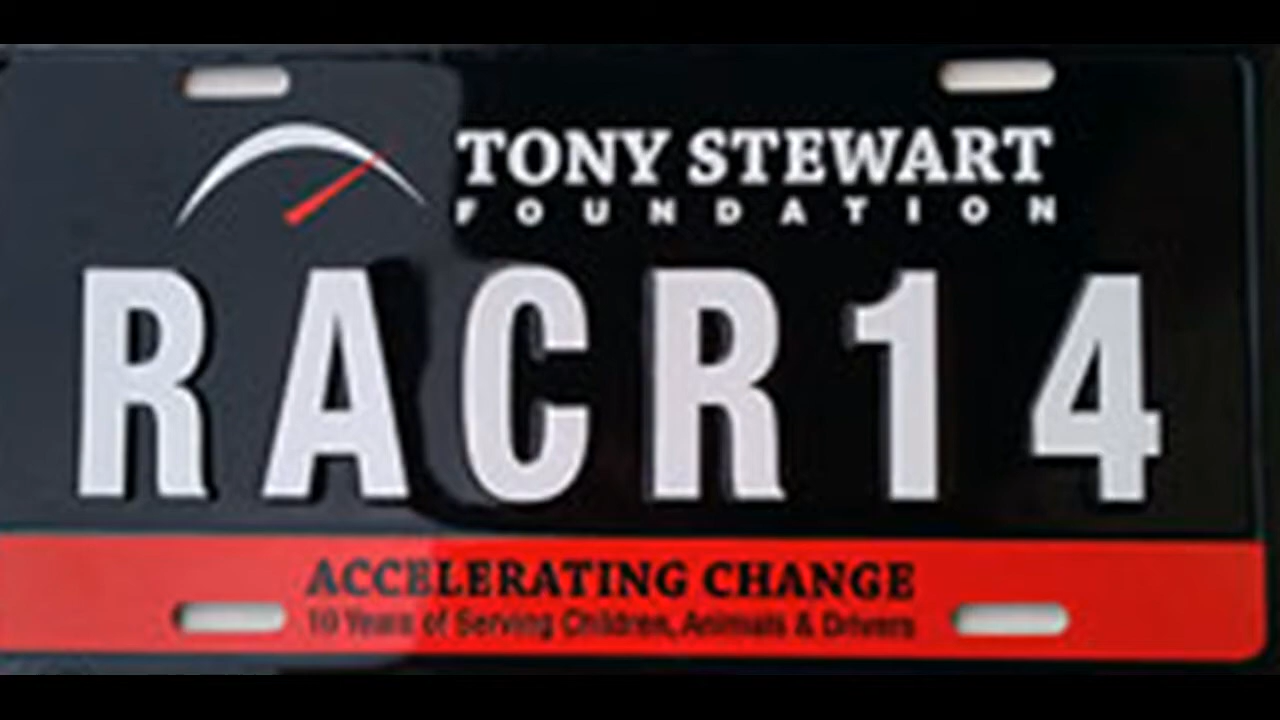 TONY STEWART
FOUNDATION
RACR14
ACCELERATING CHANGE
10 Years of Serving Children, Animals & Drivers